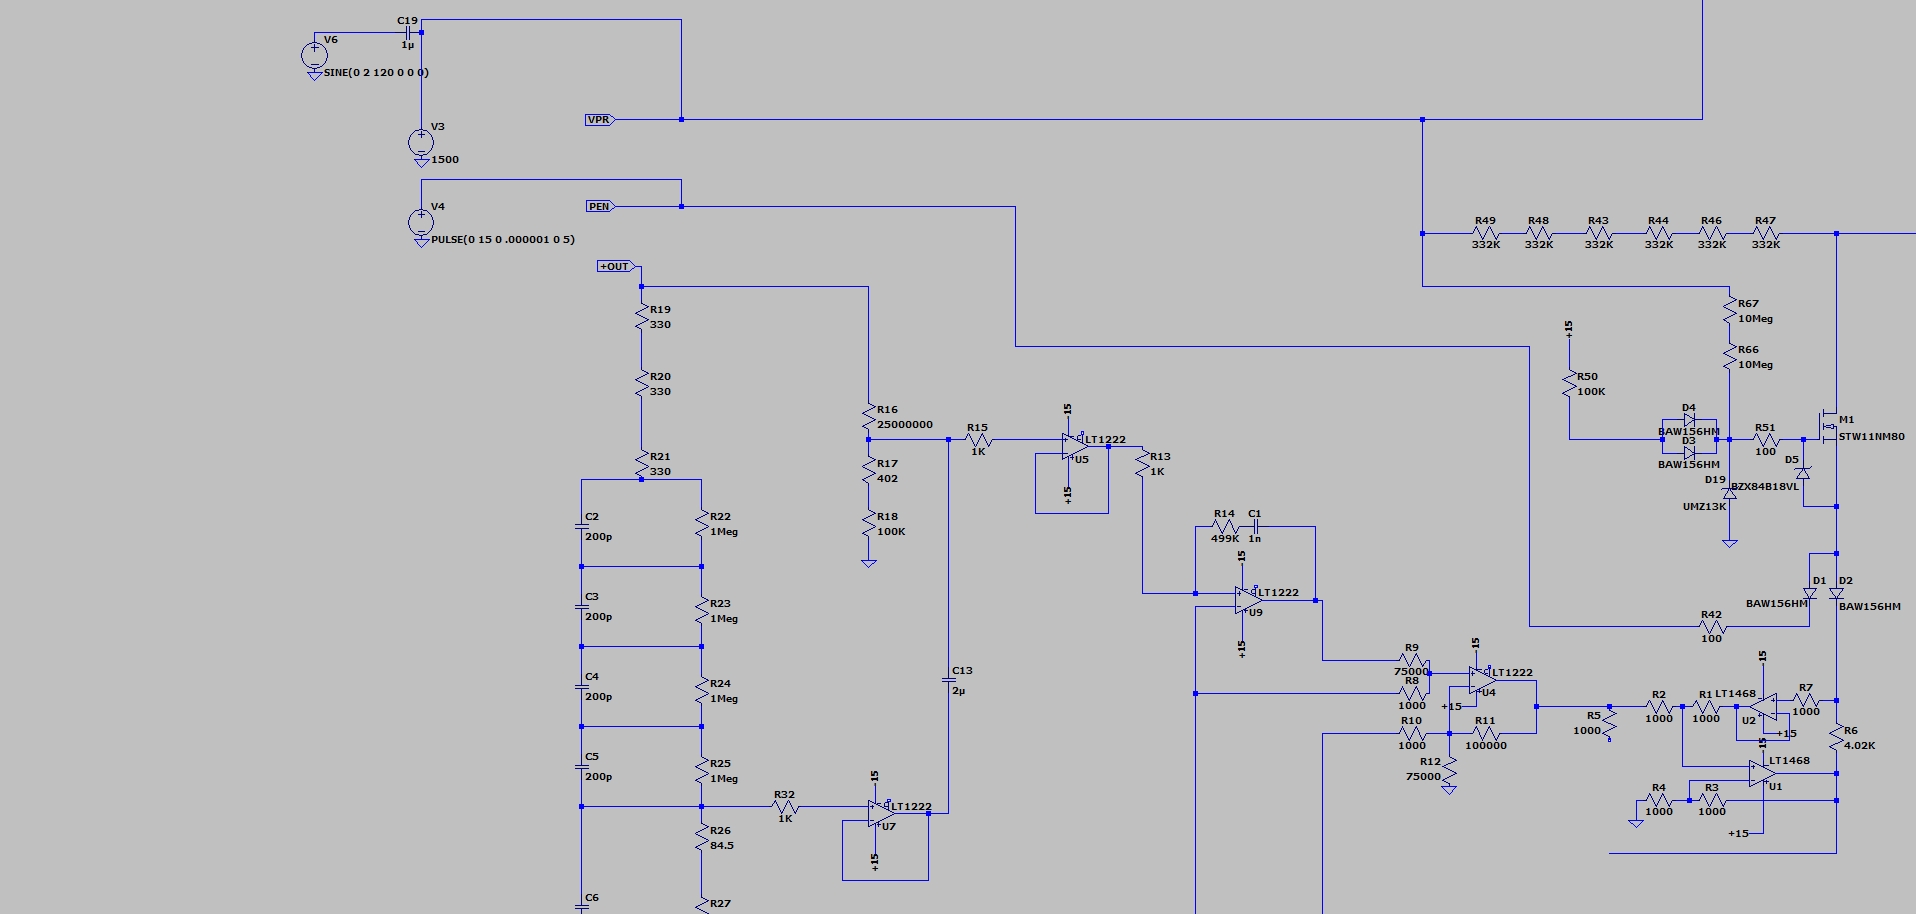 C19
1µ
V6
SINE(0 2 120 0 0 0)
VPR
V3
1500
V4
PEN
PULSE(0 15 0 .000001 0 5)
R49
R48
R43
R44
R46
R47
332K
332K
332K
332K
332K
332K
+OUT
R19
330
R67
10Meg
+15
R66
10Meg
R20
330
R50
100K
R16
25000000
D4
BAW156HM
D3
BAW156HM
R51
100
M1
STW11NM80
R15
1K
-15
LT1222
U5
+15
R13
1K
R21
330
R17
402
D5
BZX84B18VL
D19
UMZ13K
R22
1Meg
C2
200p
R18
100K
R14
499K
C1
1n
-15
LT1222
U9
+15
D1
BAW156HM
D2
BAW156HM
R42
100
C3
200p
R23
1Meg
C13
2µ
C4
200p
R24
1Meg
R9
75000
R8
1000
-15
LT1222
U4
+15
-15
R2
1000
R1
1000
LT1468
U2
+15
R7
1000
R5
1000
R10
1000
R11
100000
R6
4.02K
R12
75000
-15
LT1468
U1
+15
R4
1000
R3
1000
C5
200p
R25
1Meg
R32
1K
-15
LT1222
U7
+15
R26
84.5
C6
R27